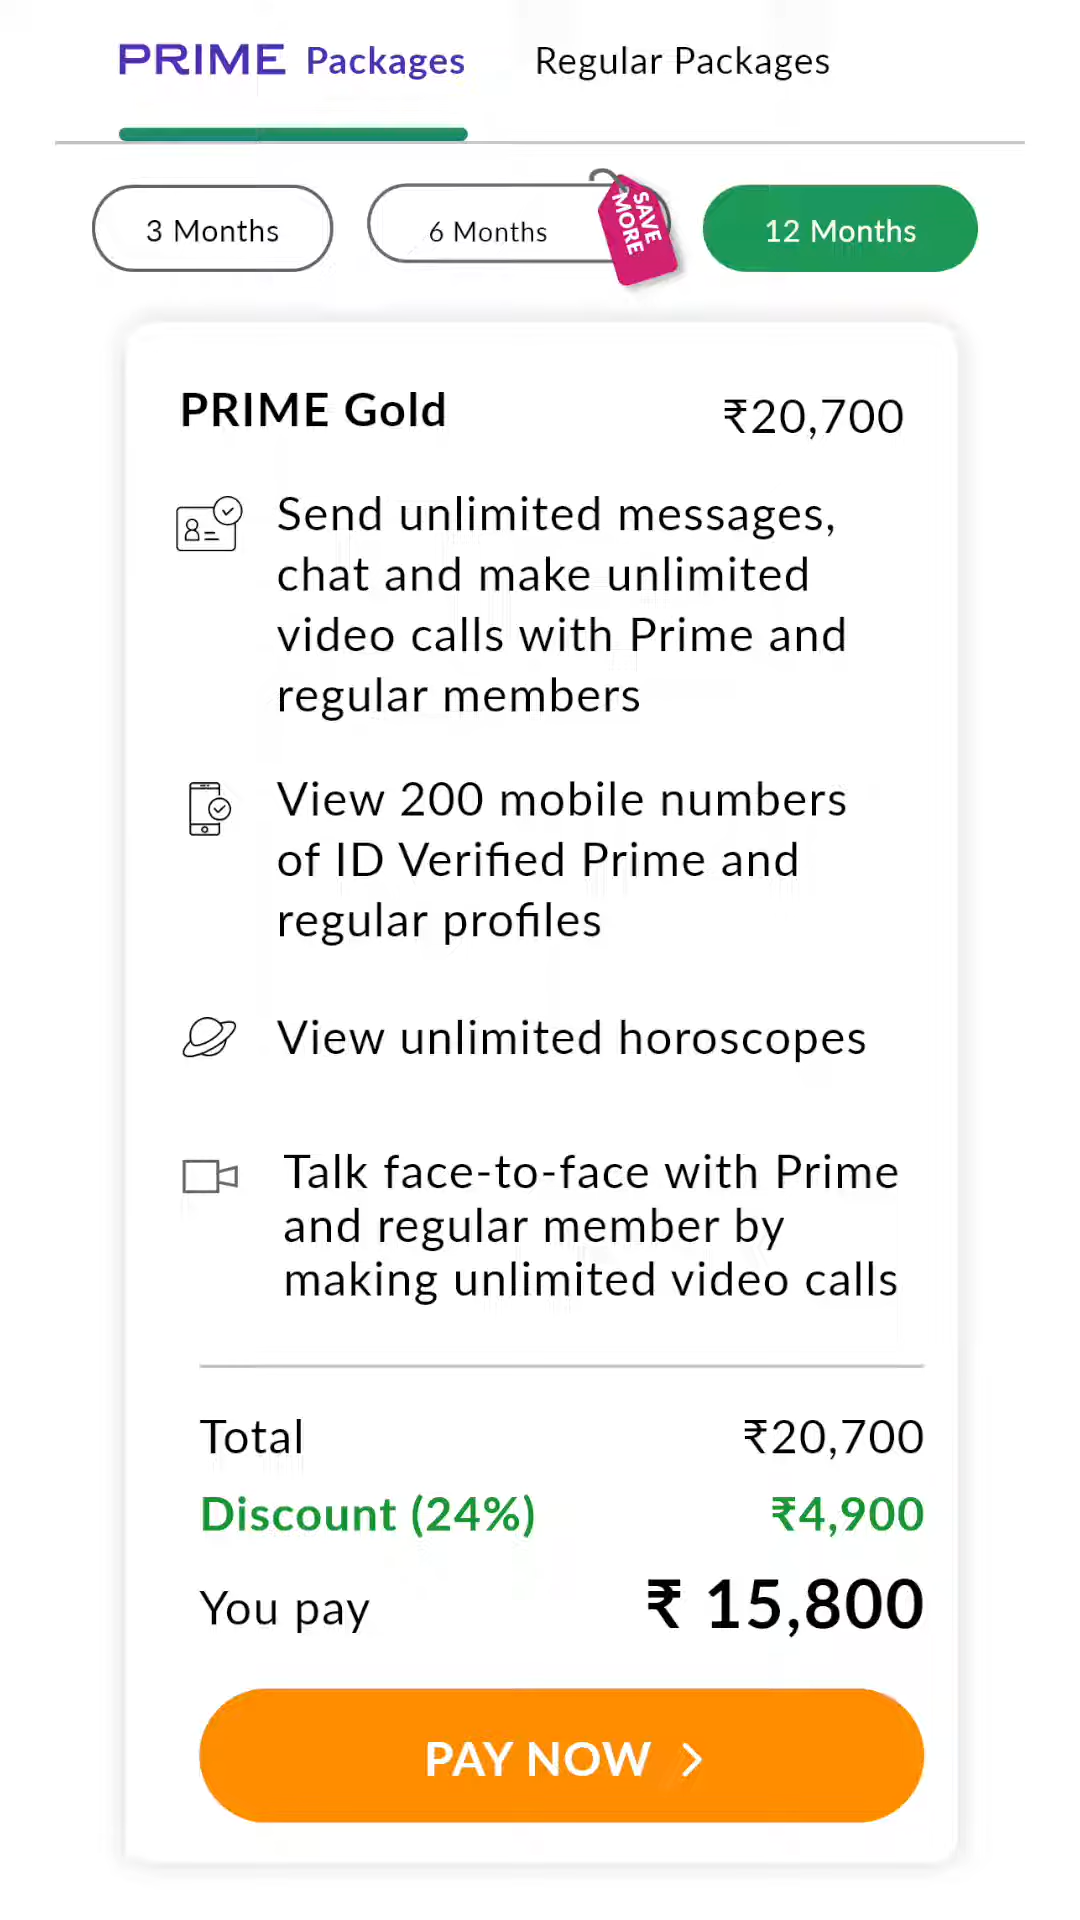 PRIME Packages Regular Packages
3 Months 6 Months SAVE MORE 12 Months
PRIME Gold ₹20,700
Send unlimited messages,
chat and make unlimited
video calls with Prime and
regular members
View 200 mobile numbers
of ID Verified Prime and
regular profiles
View unlimited horoscopes
Talk face-to-face with Prime
and regular member by
making unlimited video calls
Total ₹20,700
Discount (24%) ₹4,900
You pay ₹ 15,800
PAY NOW >